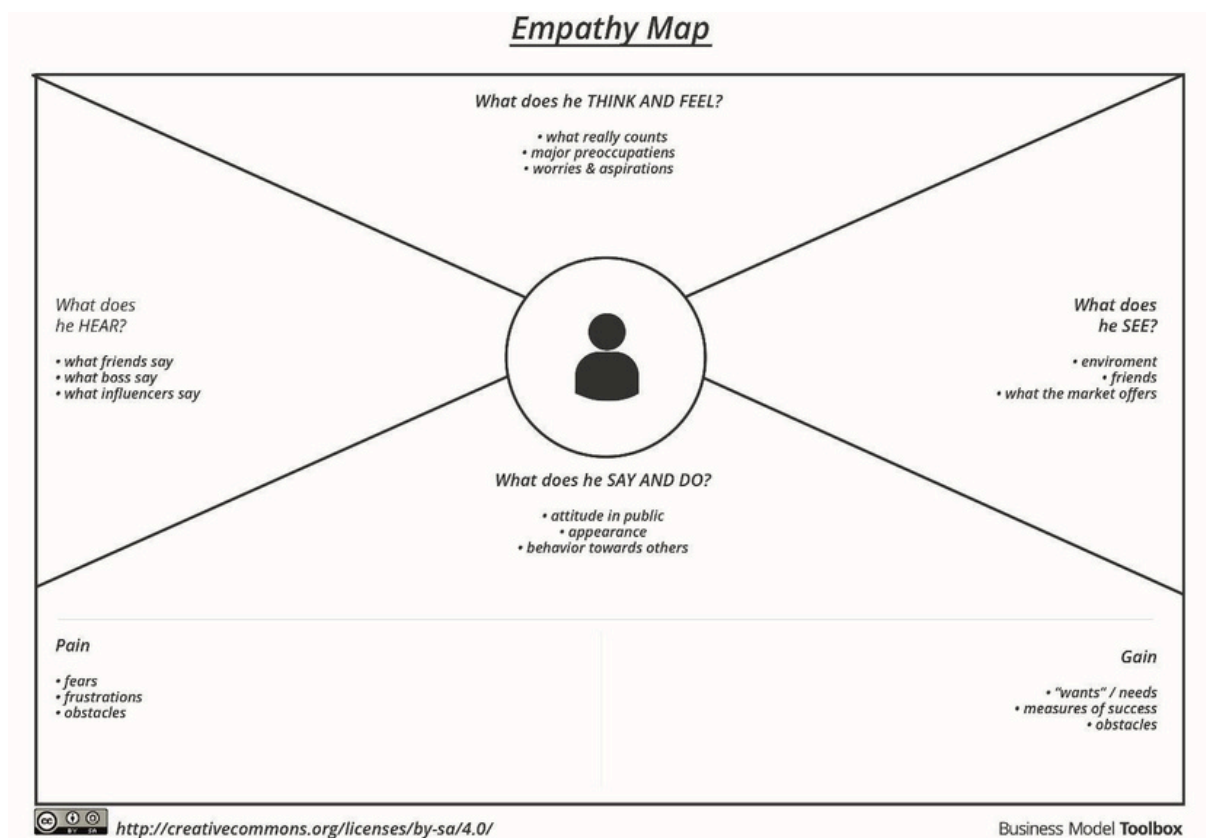 Empathy Map
What does he THINK AND FEEL?
• what really counts
• major preoccupatiens
• worries & aspirations
What does
he HEAR?
• what friends say
• what boss say
• what influencers say
What does
he SEE?
• enviroment
• friends
• what the market offers
What does he SAY AND DO?
• attitude in public
• appearance
• behavior towards others
Pain
• fears
• frustrations
• obstacles
Gain
• “wants” / needs
• measures of success
• obstacles
cc BY SA
http://creativecommons.org/licenses/by-sa/4.0/
Business Model Toolbox